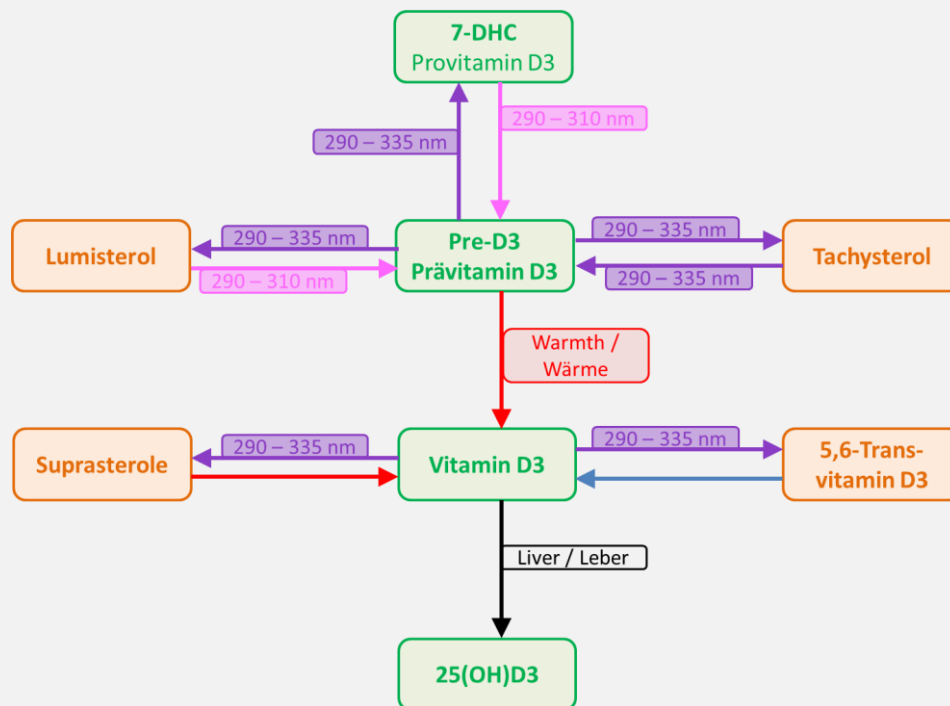 7-DHC
Provitamin D3
290 – 310 nm
290 – 335 nm
290 – 335 nm
290 – 335 nm
Lumisterol
Pre-D3
Prävitamin D3
Tachysterol
290 – 310 nm
290 – 335 nm
Warmth /
Wärme
290 – 335 nm
290 – 335 nm
Suprasterole
Vitamin D3
5,6-Trans-
vitamin D3
Liver / Leber
25(OH)D3